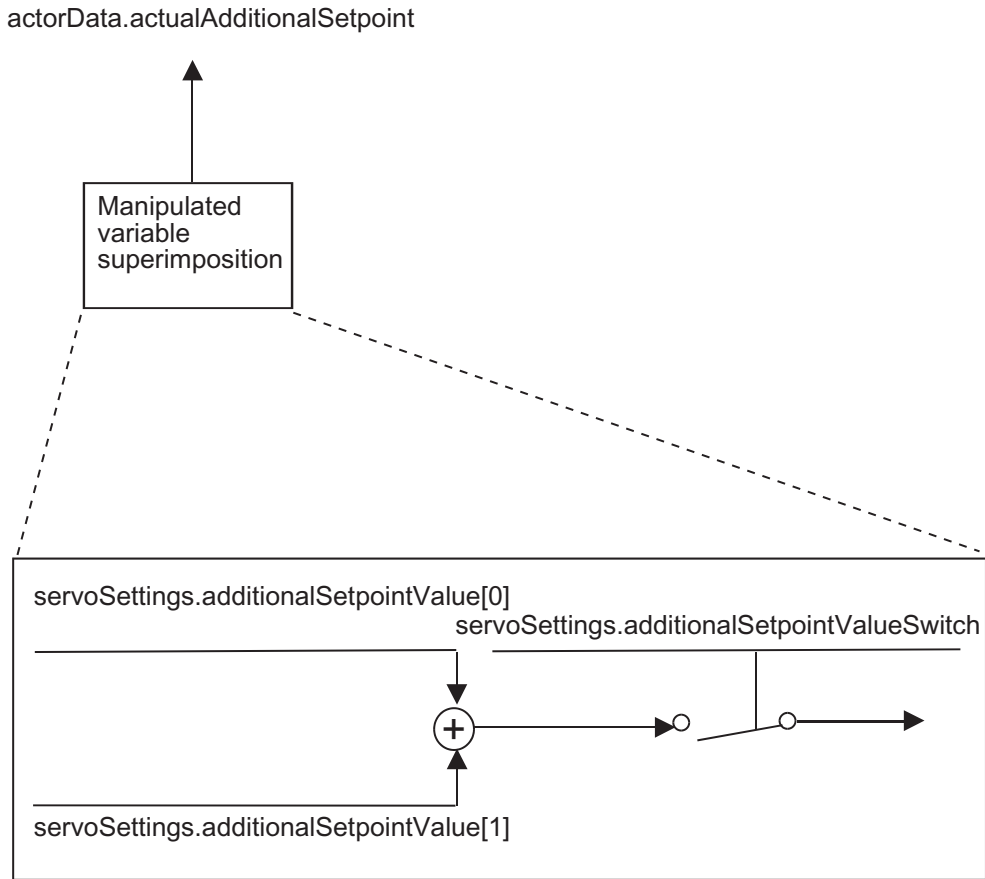 actorData.actualAdditionalSetpoint
Manipulated
variable
superimposition
servoSettings.additionalSetpointValue[0]
servoSettings.additionalSetpointValueSwitch
+
servoSettings.additionalSetpointValue[1]